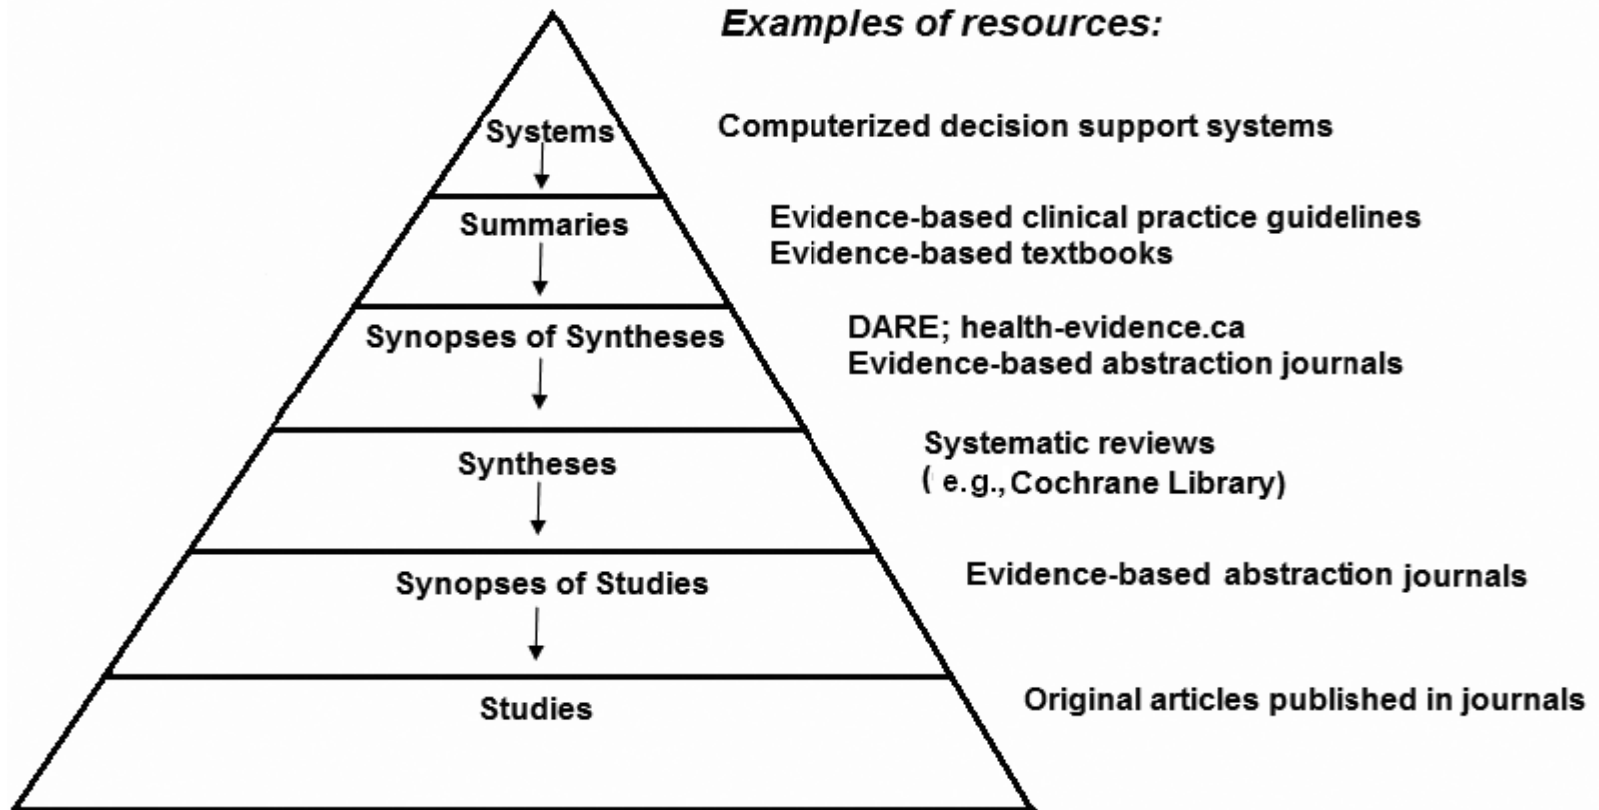 Examples of resources:
Systems
Computerized decision support systems
Summaries
Evidence-based clinical practice guidelines
Evidence-based textbooks
Synopses of Syntheses
DARE; health-evidence.ca
Evidence-based abstraction journals
Syntheses
Systematic reviews
( e.g., Cochrane Library)
Synopses of Studies
Evidence-based abstraction journals
Studies
Original articles published in journals